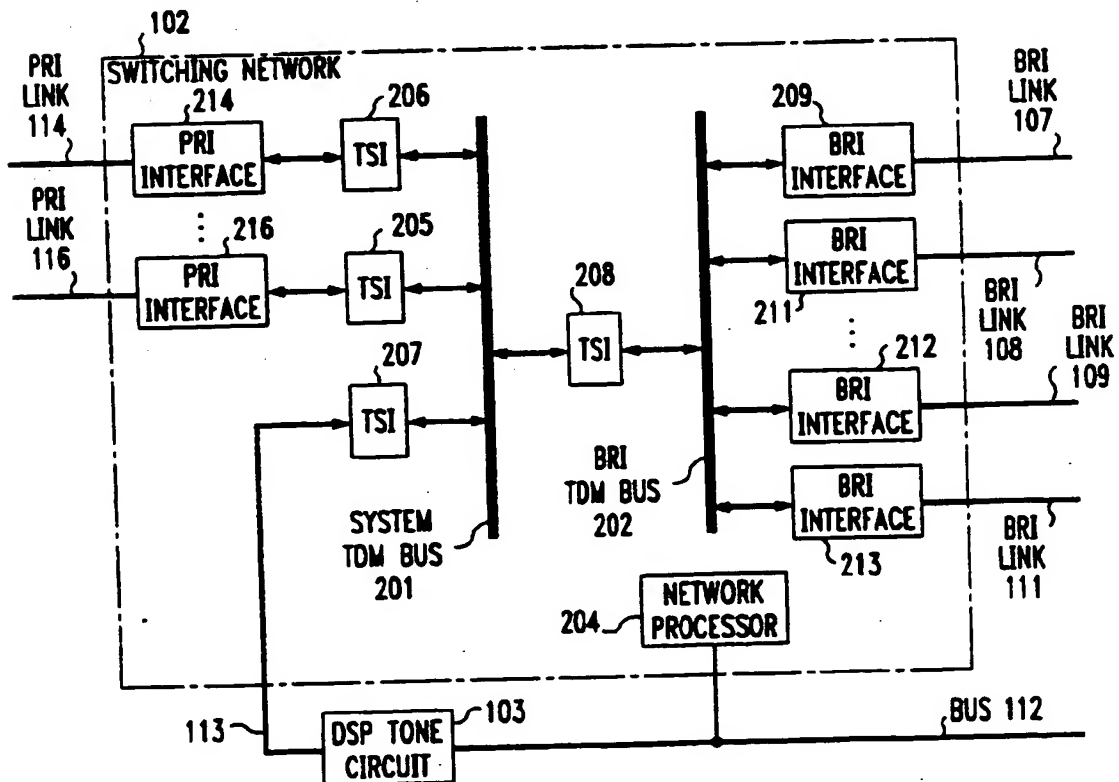 102
SWITCHING NETWORK
PRI
LINK
114
214
PRI
INTERFACE
206
TSI
PRI
LINK
116
216
PRI
INTERFACE
205
TSI
207
TSI
SYSTEM
TDM BUS
201
208
TSI
BRI
TDM BUS
202
209
BRI
INTERFACE
BRI
LINK
107
BRI
INTERFACE
211
BRI
LINK
108
212
BRI
INTERFACE
BRI
LINK
109
BRI
INTERFACE
213
BRI
LINK
111
204
NETWORK
PROCESSOR
113
103
DSP TONE
CIRCUIT
BUS 112